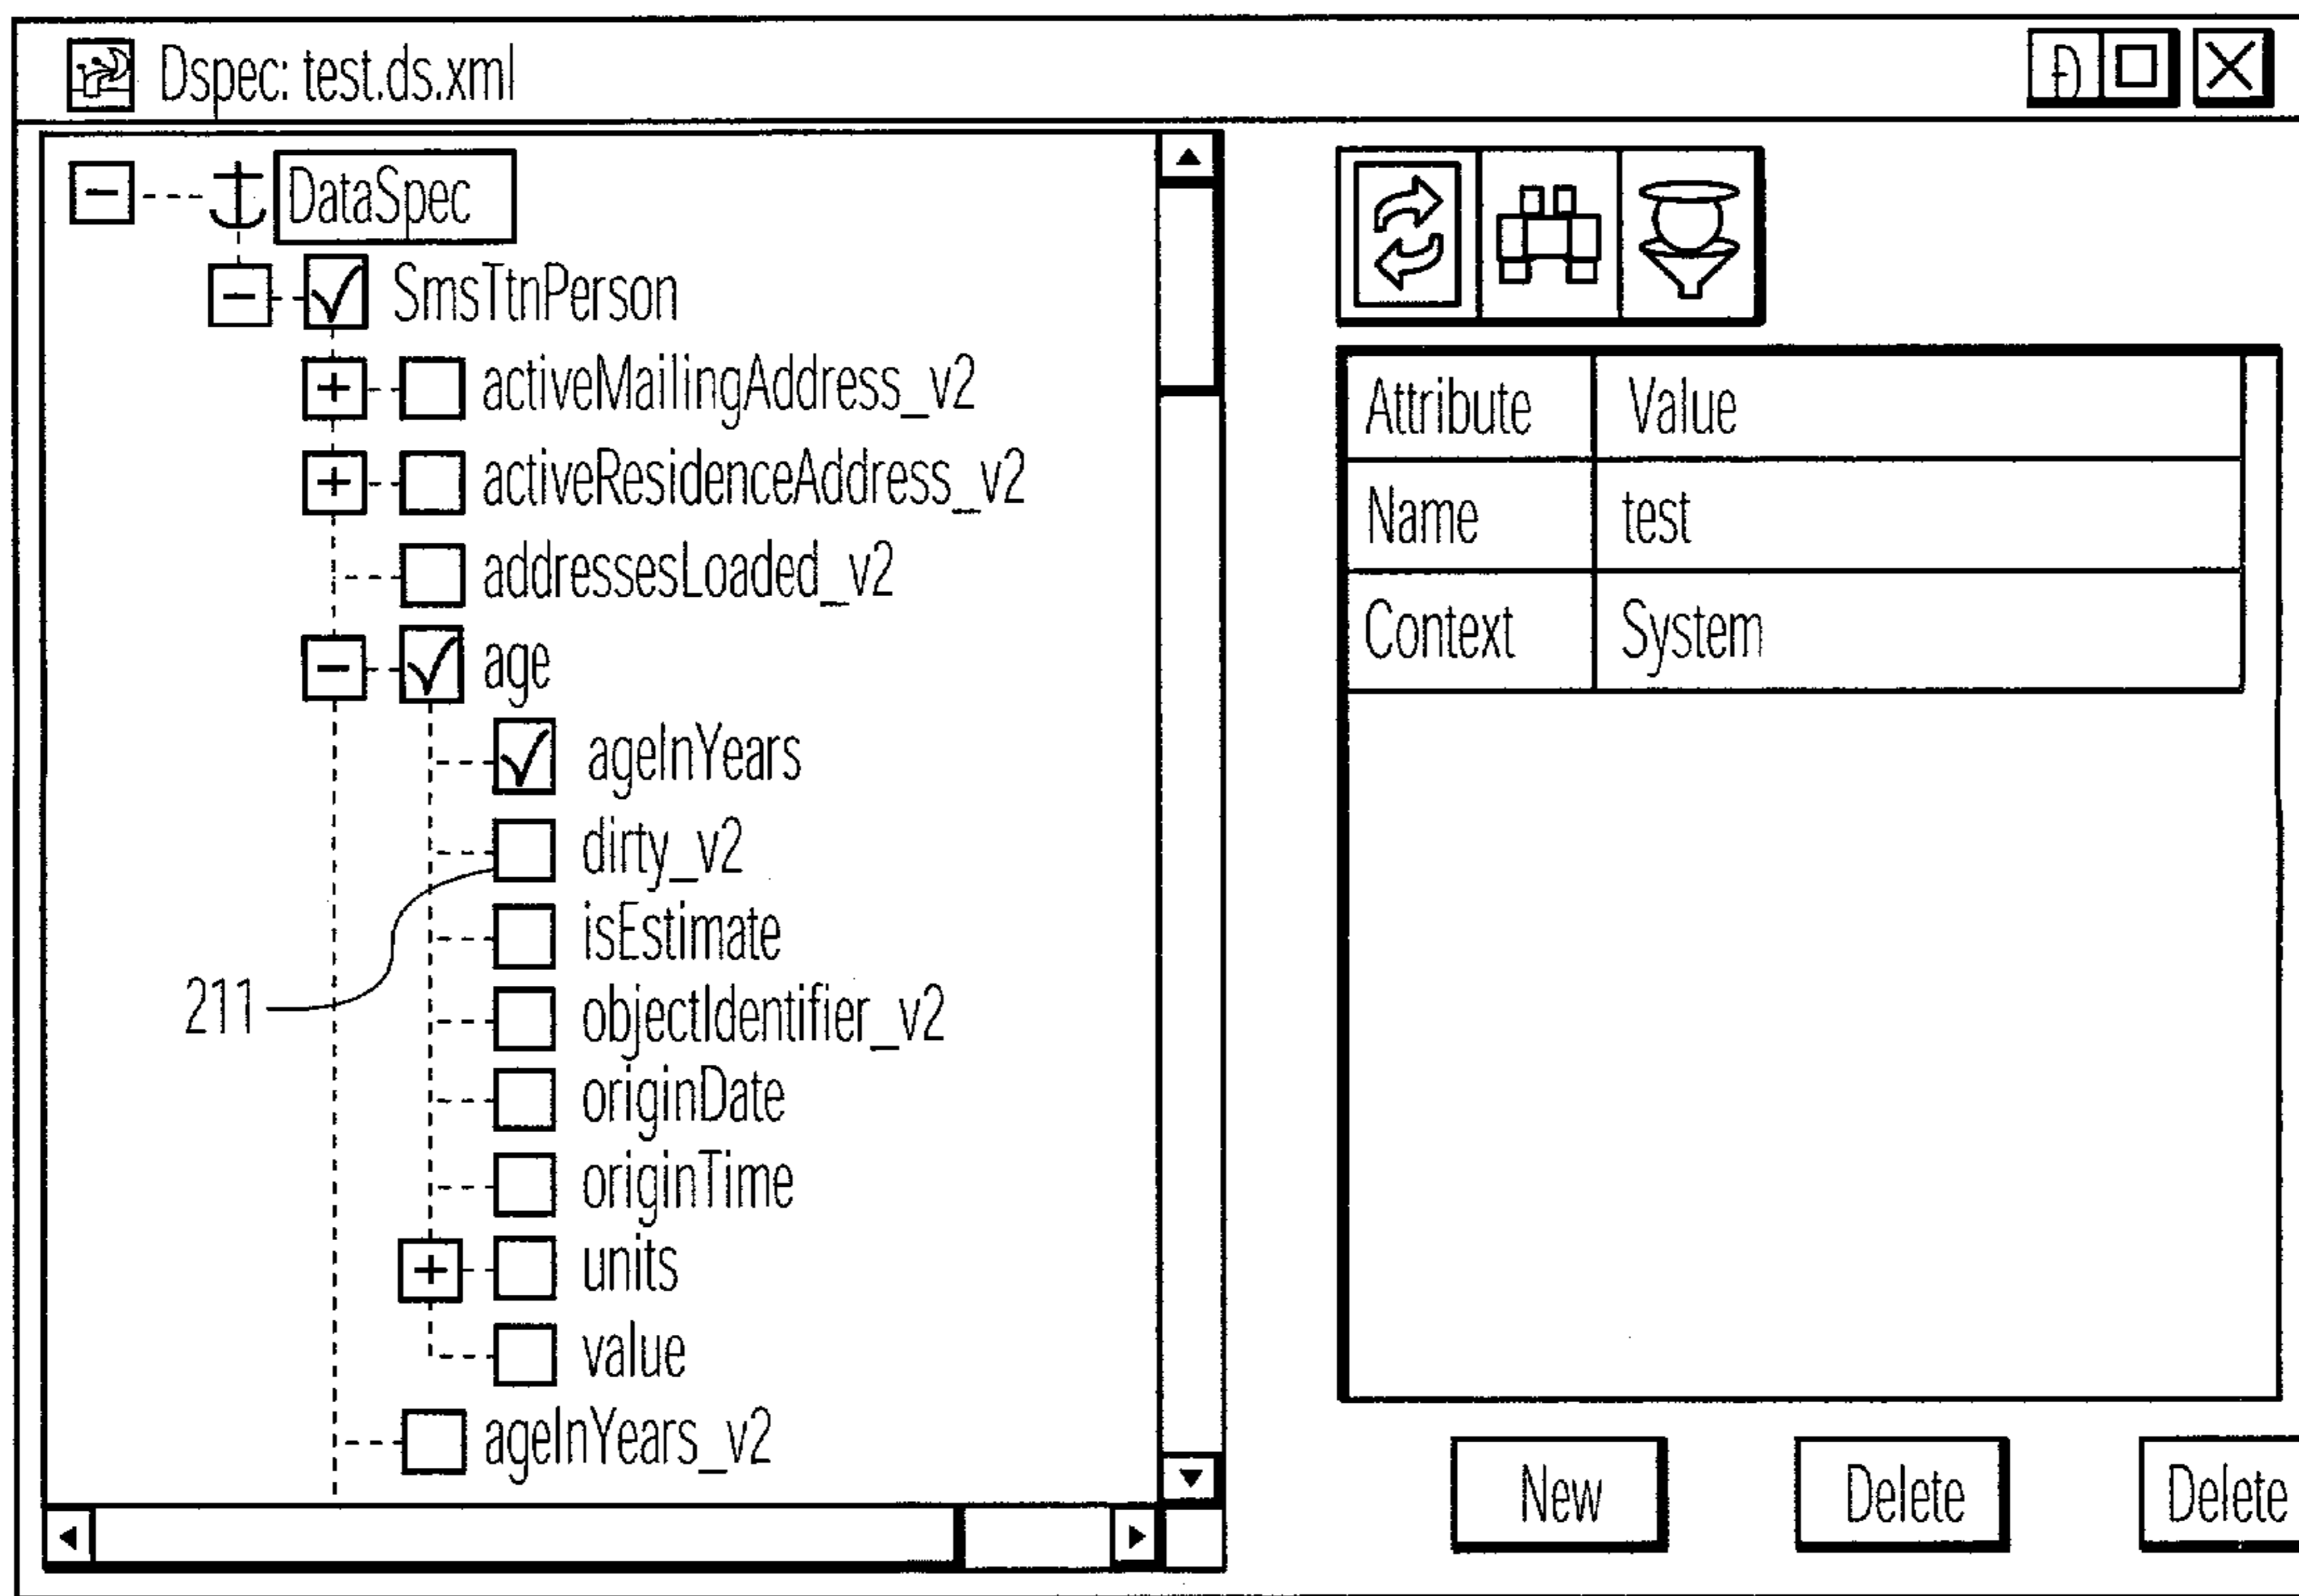 Dspec: test.ds.xml
DataSpec
SmsTtnPerson
activeMailingAddress_v2
activeResidenceAddress_v2
addressesLoaded_v2
age
ageInYears
dirty_v2
isEstimate
211
objectIdentifier_v2
originDate
originTime
units
value
ageInYears_v2
Attribute Value
Name test
Context System
New Delete Delete